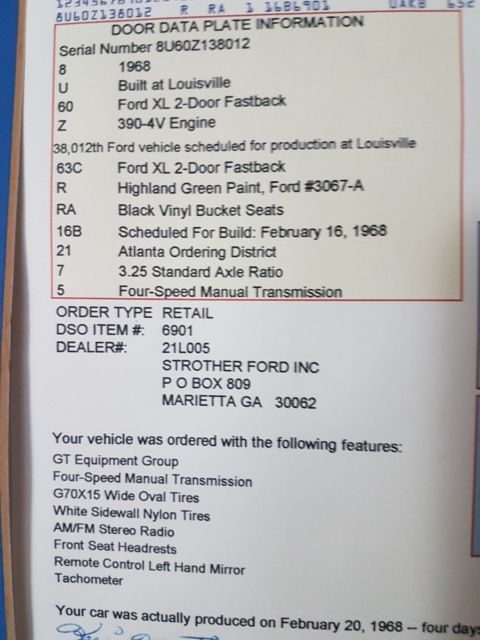 8U60Z138012 R RA 1 16B6901
DOOR DATA PLATE INFORMATION
Serial Number 8U60Z138012
8 1968
U Built at Louisville
60 Ford XL 2-Door Fastback
Z 390-4V Engine
38,012th Ford vehicle scheduled for production at Louisville
63C Ford XL 2-Door Fastback
R Highland Green Paint, Ford #3067-A
RA Black Vinyl Bucket Seats
16B Scheduled For Build: February 16, 1968
21 Atlanta Ordering District
7 3.25 Standard Axle Ratio
5 Four-Speed Manual Transmission
ORDER TYPE RETAIL
DSO ITEM #: 6901
DEALER#: 21L005
STROTHER FORD INC
P O BOX 809
MARIETTA GA 30062
Your vehicle was ordered with the following features:
GT Equipment Group
Four-Speed Manual Transmission
G70X15 Wide Oval Tires
White Sidewall Nylon Tires
AM/FM Stereo Radio
Front Seat Headrests
Remote Control Left Hand Mirror
Tachometer
Your car was actually produced on February 20, 1968 -- four days